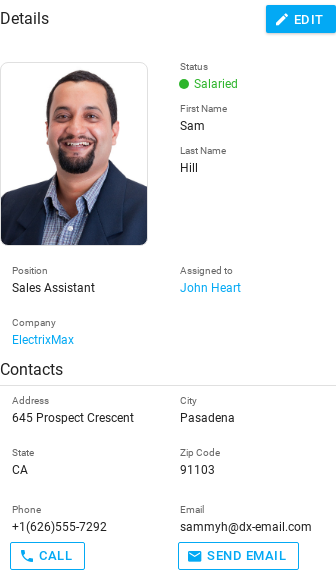 Details
EDIT
Status
Salaried
First Name
Sam
Last Name
Hill
Position
Sales Assistant
Assigned to
John Heart
Company
ElectrixMax
Contacts
Address
645 Prospect Crescent
City
Pasadena
State
CA
Zip Code
91103
Phone
+1(626)555-7292
CALL
Email
sammyh@dx-email.com
SEND EMAIL